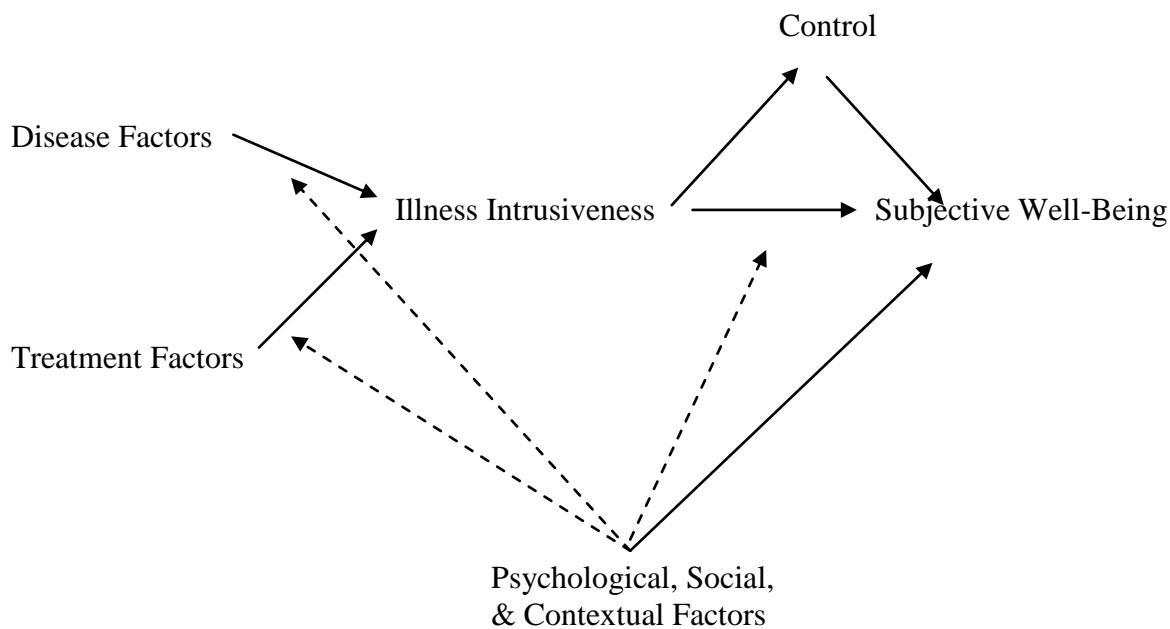 Control
Disease Factors
Illness Intrusiveness
Subjective Well-Being
Treatment Factors
Psychological, Social,
& Contextual Factors